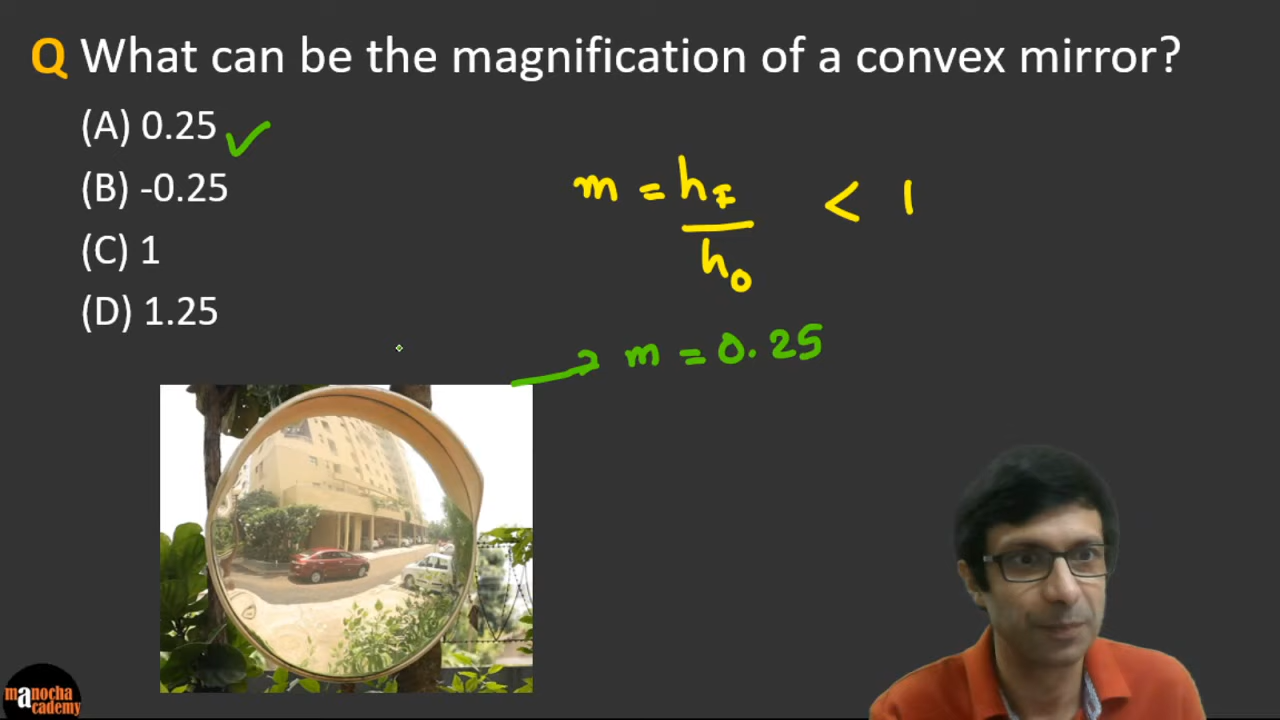 Q What can be the magnification of a convex mirror?
(A) 0.25 ✓
(B) -0.25
(C) 1
(D) 1.25
m = hI / hO < 1
→ m = 0.25
manocha
academy